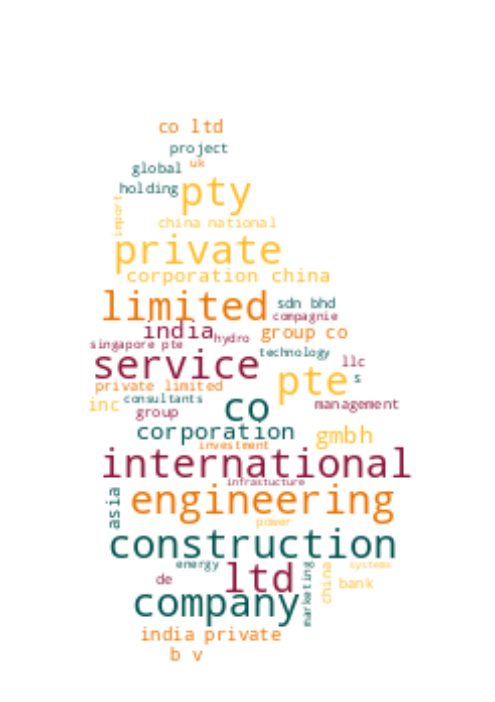 co ltd
project
uk
global
holding
pty
import
china national
private
corporation china
limited
sdn bhd
compagnie
india
hydro
group co
singapore pte
technology
service
llc
pte
s
private limited
inc
consultants
co
management
group
corporation
gmbh
investment
international
infrastucture
asia
engineering
power
construction
energy
systems
de
ltd
marketing
china
bank
company
india private
b v